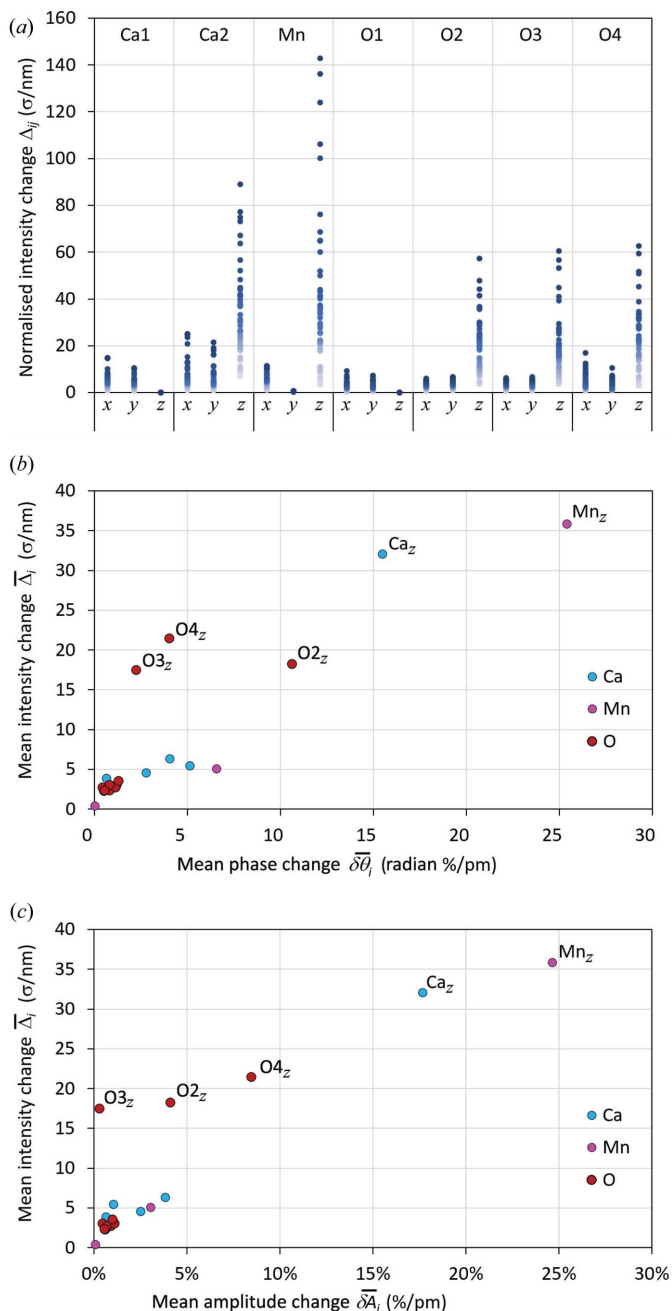 (a)
Ca1 Ca2 Mn O1 O2 O3 O4
Normalised intensity change Δij (σ/nm)
160
140
120
100
80
60
40
20
0
x y z x y z x y z x y z x y z x y z x y z
(b)
Mean intensity change Δ̅i (σ/nm)
40
35
30
25
20
15
10
5
0
Mnz
Caz
O4z
O3z
O2z
Ca
Mn
O
0 5 10 15 20 25 30
Mean phase change δθ̅i (radian %/pm)
(c)
Mean intensity change Δ̅i (σ/nm)
40
35
30
25
20
15
10
5
0
Mnz
Caz
O4z
O3z
O2z
Ca
Mn
O
0% 5% 10% 15% 20% 25% 30%
Mean amplitude change δA̅i (%/pm)